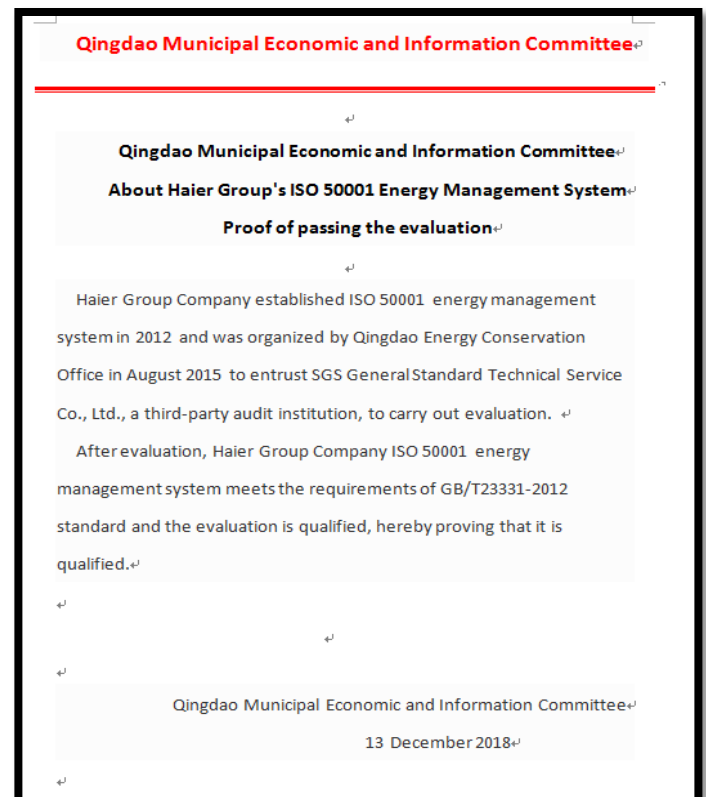 Qingdao Municipal Economic and Information Committee
Qingdao Municipal Economic and Information Committee
About Haier Group's ISO 50001 Energy Management System
Proof of passing the evaluation
Haier Group Company established ISO 50001 energy management
system in 2012 and was organized by Qingdao Energy Conservation
Office in August 2015 to entrust SGS General Standard Technical Service
Co., Ltd., a third-party audit institution, to carry out evaluation.
After evaluation, Haier Group Company ISO 50001 energy
management system meets the requirements of GB/T23331-2012
standard and the evaluation is qualified, hereby proving that it is
qualified.
Qingdao Municipal Economic and Information Committee
13 December 2018